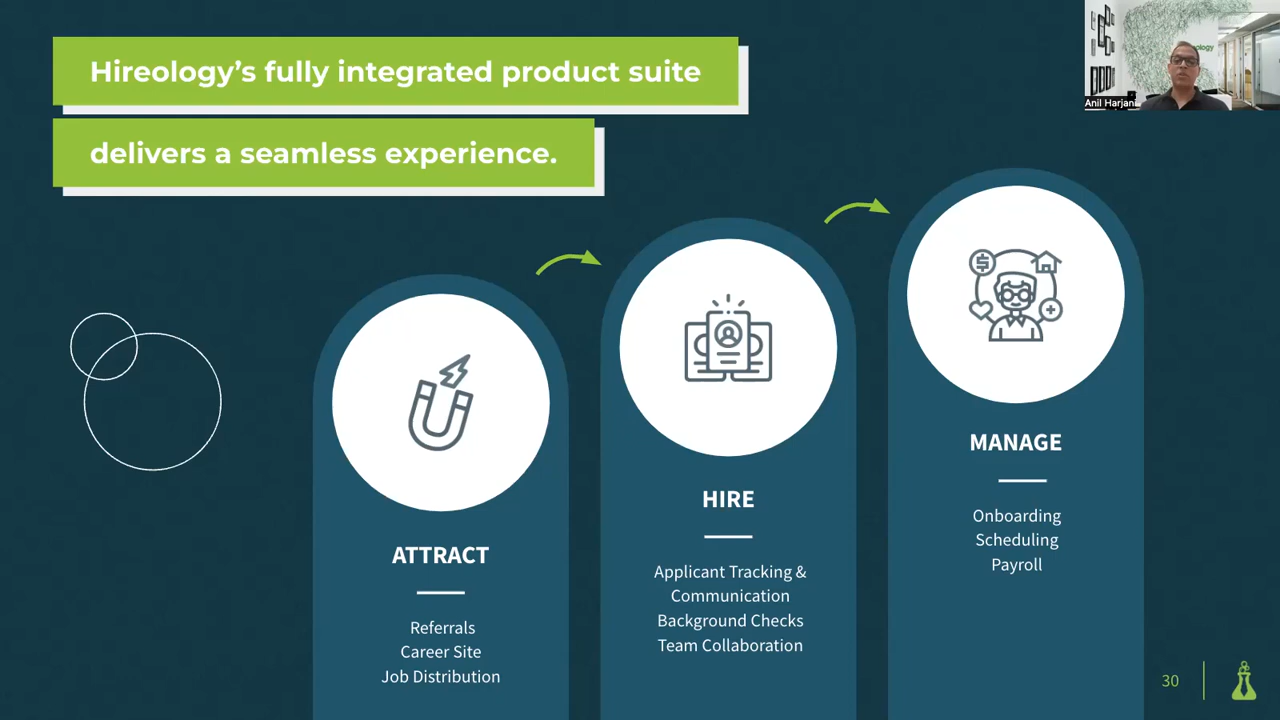 Hireology's fully integrated product suite
delivers a seamless experience.
ology
Anil Harjani
ATTRACT
Referrals
Career Site
Job Distribution
HIRE
Applicant Tracking &
Communication
Background Checks
Team Collaboration
MANAGE
Onboarding
Scheduling
Payroll
30